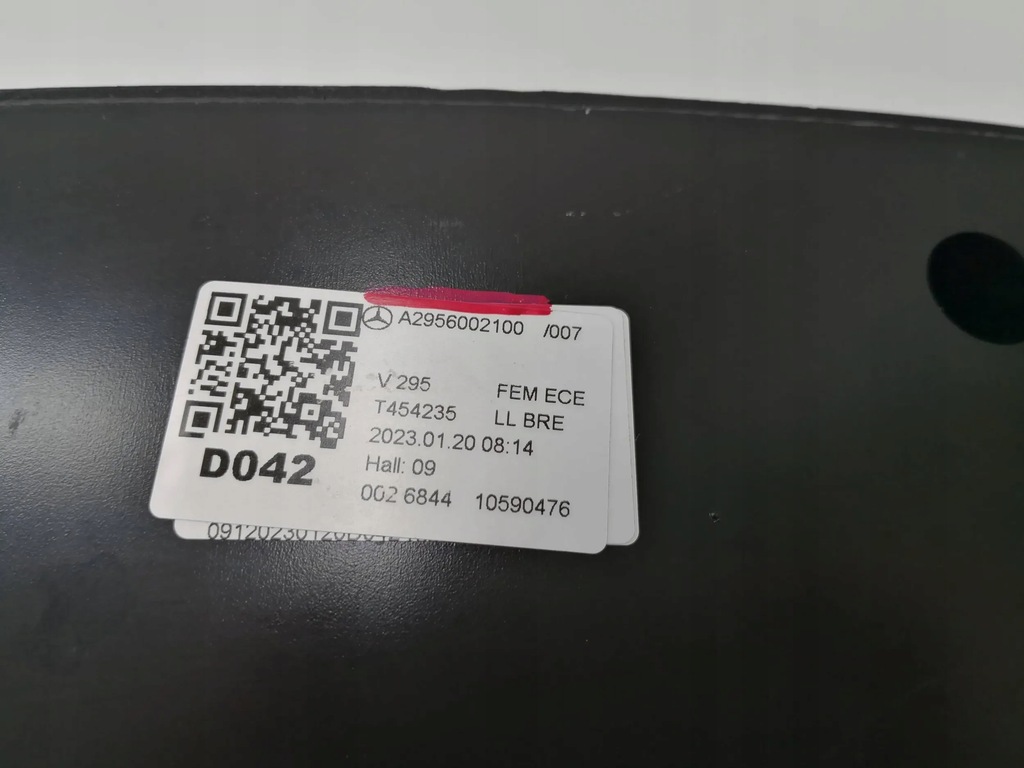 A2956002100 /007
V 295 FEM ECE
T454235 LL BRE
2023.01.20 08:14
Hall: 09
D042
002 6844 10590476